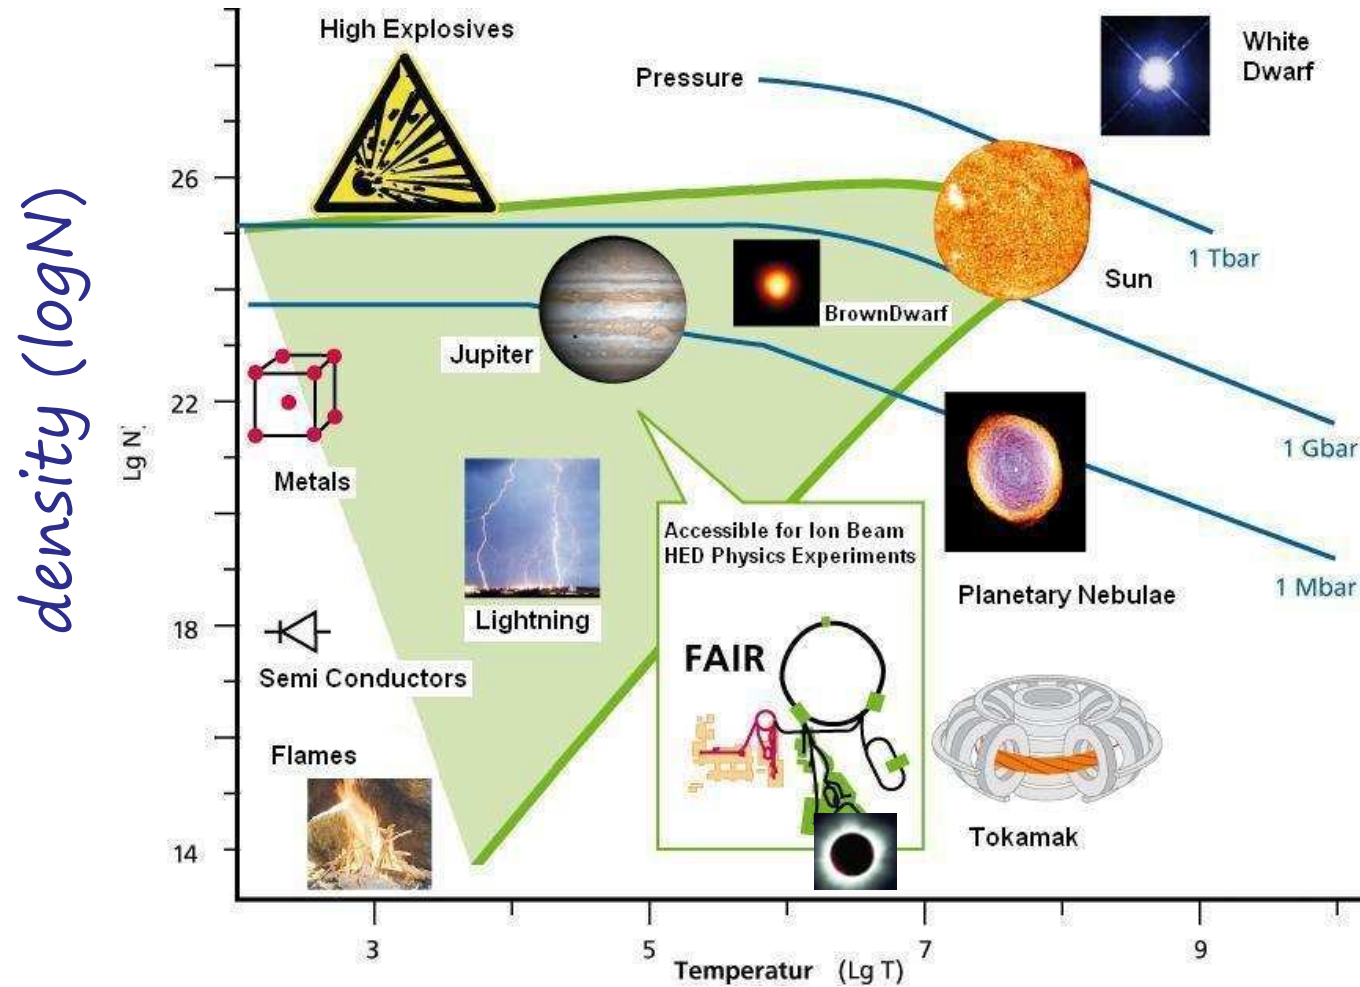 High Explosives
White
Dwarf
Pressure
26
1 Tbar
Sun
BrownDwarf
Jupiter
density (logN)
Lg N
22
1 Gbar
Metals
Accessible for Ion Beam
HED Physics Experiments
1 Mbar
Planetary Nebulae
Lightning
18
FAIR
Semi Conductors
Flames
Tokamak
14
3
5
7
9
Temperatur (Lg T)